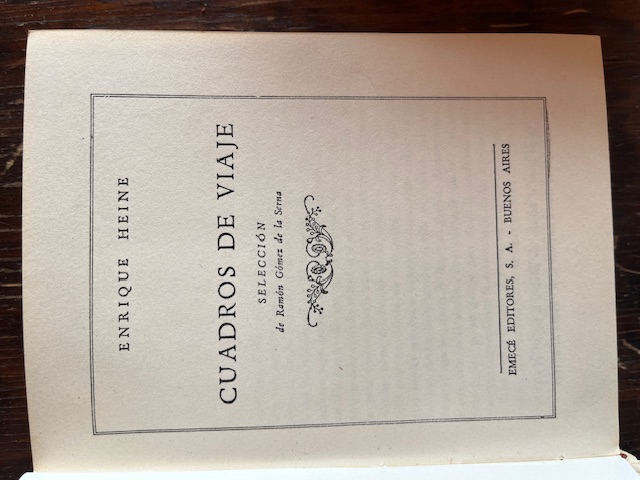 ENRIQUE HEINE
CUADROS DE VIAJE
SELECCIÓN
de Ramón Gómez de la Serna
EMECÉ EDITORES, S. A. - BUENOS AIRES